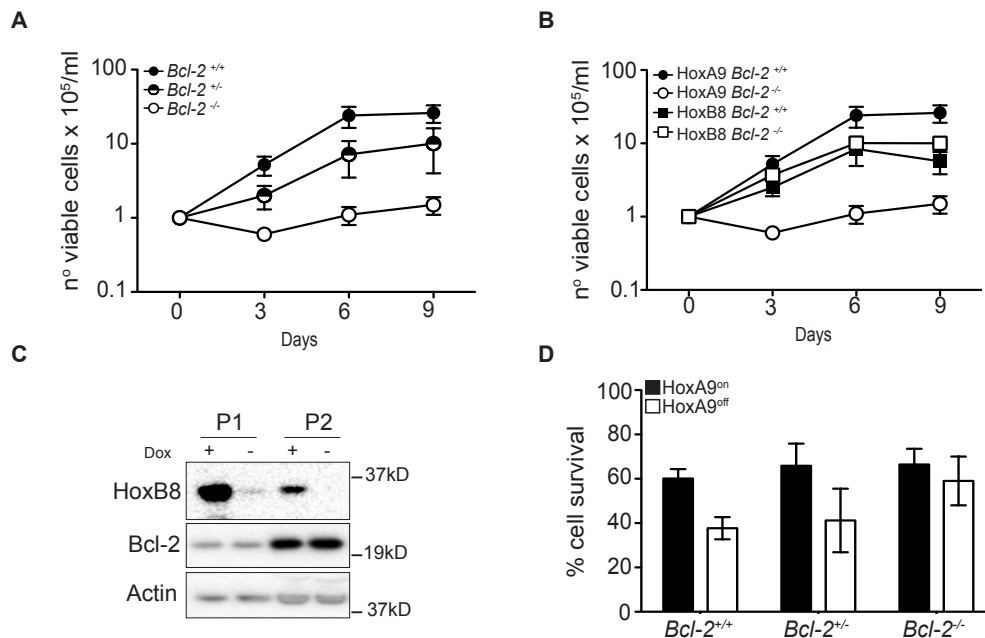 A
nº viable cells x 10⁵/ml
100
10
1
0.1
0 3 6 9
Days
Bcl-2 +/+
Bcl-2 +/-
Bcl-2 -/-
B
nº viable cells x 10⁵/ml
100
10
1
0.1
0 3 6 9
Days
HoxA9 Bcl-2 +/+
HoxA9 Bcl-2 -/-
HoxB8 Bcl-2 +/+
HoxB8 Bcl-2 -/-
C
P1 P2
Dox + - + -
HoxB8
37kD
Bcl-2
19kD
Actin
37kD
D
% cell survival
100
80
60
40
20
0
HoxA9on
HoxA9off
Bcl-2+/+ Bcl-2+/- Bcl-2-/-